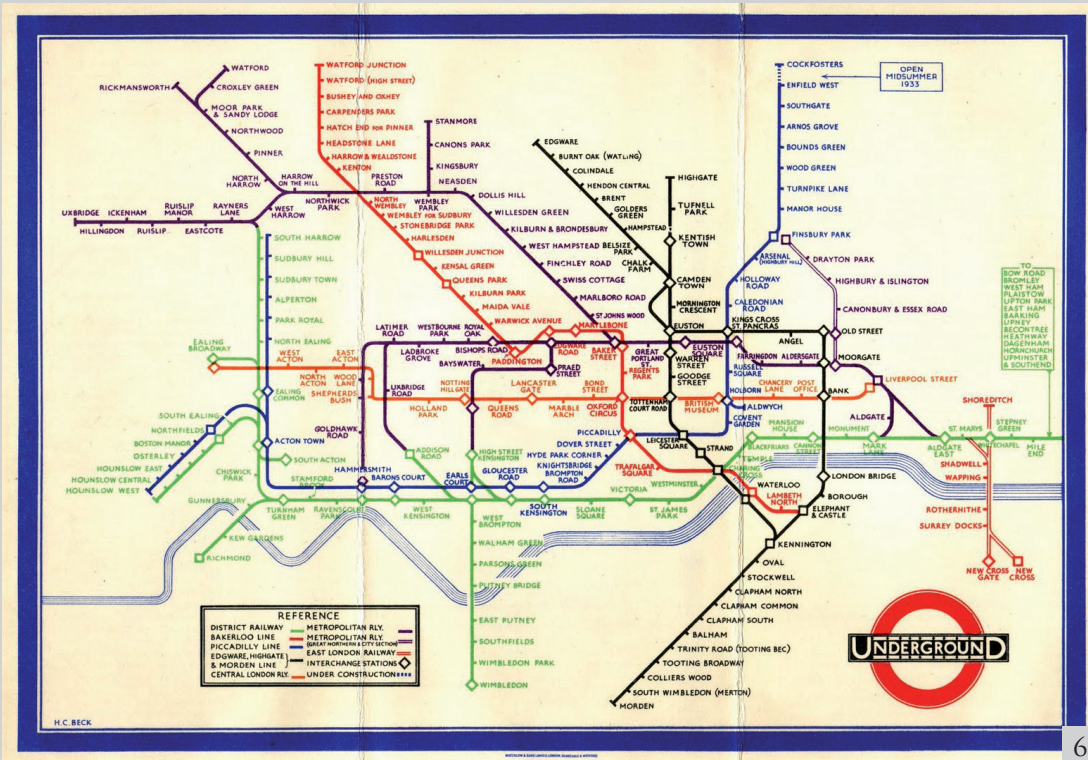 WATFORD
CROXLEY GREEN
RICKMANSWORTH
MOOR PARK
& SANDY LODGE
NORTHWOOD
PINNER
NORTH
HARROW
HARROW
ON THE HILL
NORTHWICK
PARK
PRESTON
ROAD
WEMBLEY
PARK
STANMORE
CANONS PARK
KINGSBURY
NEASDEN
DOLLIS HILL
WILLESDEN GREEN
KILBURN & BRONDESBURY
WEST HAMPSTEAD
FINCHLEY ROAD
SWISS COTTAGE
MARLBORO ROAD
ST JOHNS WOOD
UXBRIDGE
ICKENHAM
RUISLIP
MANOR
RAYNERS
LANE
WEST
HARROW
HILLINGDON
RUISLIP
EASTCOTE
WATFORD JUNCTION
WATFORD (HIGH STREET)
BUSHEY AND OXHEY
CARPENDERS PARK
HATCH END FOR PINNER
HEADSTONE LANE
HARROW & WEALDSTONE
KENTON
NORTH
WEMBLEY
WEMBLEY FOR SUDBURY
STONEBRIDGE PARK
HARLESDEN
WILLESDEN JUNCTION
KENSAL GREEN
QUEENS PARK
KILBURN PARK
MAIDA VALE
WARWICK AVENUE
PADDINGTON
EDGWARE
ROAD
MARYLEBONE
BAKER
STREET
REGENTS
PARK
OXFORD
CIRCUS
EDGWARE
BURNT OAK (WATLING)
COLINDALE
HENDON CENTRAL
BRENT
GOLDERS
GREEN
HAMPSTEAD
BELSIZE
PARK
CHALK
FARM
HIGHGATE
TUFNELL
PARK
KENTISH
TOWN
CAMDEN
TOWN
MORNINGTON
CRESCENT
EUSTON
WARREN
STREET
GOODGE
STREET
TOTTENHAM
COURT ROAD
LEICESTER
SQUARE
STRAND
CHARING
CROSS
WATERLOO
COCKFOSTERS
OPEN
MIDSUMMER
1933
ENFIELD WEST
SOUTHGATE
ARNOS GROVE
BOUNDS GREEN
WOOD GREEN
TURNPIKE LANE
MANOR HOUSE
FINSBURY PARK
ARSENAL
(HIGHBURY HILL)
HOLLOWAY
ROAD
CALEDONIAN
ROAD
KINGS CROSS
ST. PANCRAS
RUSSELL
SQUARE
HOLBORN
ALDWYCH
COVENT
GARDEN
DRAYTON PARK
HIGHBURY & ISLINGTON
CANONBURY & ESSEX ROAD
OLD STREET
ANGEL
MOORGATE
TO
BOW ROAD
BROMLEY
WEST HAM
PLAISTOW
UPTON PARK
EAST HAM
BARKING
UPNEY
BECONTREE
HEATHWAY
DAGENHAM
HORNCHURCH
UPMINSTER
& SOUTHEND
SOUTH HARROW
SUDBURY HILL
SUDBURY TOWN
ALPERTON
PARK ROYAL
NORTH EALING
EALING
BROADWAY
EALING
COMMON
WEST
ACTON
EAST
ACTON
NORTH
ACTON
WOOD
LANE
SHEPHERDS
BUSH
HOLLAND
PARK
NOTTING
HILLGATE
QUEENS
ROAD
LANCASTER
GATE
MARBLE
ARCH
BOND
STREET
BRITISH
MUSEUM
CHANCERY
LANE
POST
OFFICE
BANK
LIVERPOOL STREET
LATIMER
ROAD
WESTBOURNE
PARK
ROYAL
OAK
LADBROKE
GROVE
BISHOPS ROAD
BAYSWATER
PRAED
STREET
GREAT
PORTLAND
ST.
EUSTON
SQUARE
FARRINGDON
ALDERSGATE
UXBRIDGE
ROAD
GOLDHAWK
ROAD
HAMMERSMITH
ALDGATE
SOUTH EALING
NORTHFIELDS
BOSTON MANOR
OSTERLEY
HOUNSLOW EAST
HOUNSLOW CENTRAL
HOUNSLOW WEST
ACTON TOWN
SOUTH ACTON
CHISWICK
PARK
STAMFORD
BROOK
GUNNERSBURY
TURNHAM
GREEN
RAVENSCOURT
PARK
KEW GARDENS
RICHMOND
BARONS COURT
WEST
KENSINGTON
ADDISON
ROAD
EARLS
COURT
HIGH STREET
KENSINGTON
GLOUCESTER
ROAD
SOUTH
KENSINGTON
BROMPTON
ROAD
KNIGHTSBRIDGE
HYDE PARK CORNER
DOVER STREET
PICCADILLY
TRAFALGAR
SQUARE
SLOANE
SQUARE
VICTORIA
ST. JAMES
PARK
WESTMINSTER
TEMPLE
BLACKFRIARS
MANSION
HOUSE
CANNON
STREET
MONUMENT
MARK
LANE
ALDGATE
EAST
ST. MARYS
WHITECHAPEL
STEPNEY
GREEN
MILE
END
SHOREDITCH
SHADWELL
WAPPING
ROTHERHITHE
SURREY DOCKS
NEW CROSS
GATE
NEW
CROSS
LAMBETH
NORTH
LONDON BRIDGE
BOROUGH
ELEPHANT
& CASTLE
KENNINGTON
OVAL
STOCKWELL
CLAPHAM NORTH
CLAPHAM COMMON
CLAPHAM SOUTH
BALHAM
TRINITY ROAD (TOOTING BEC)
TOOTING BROADWAY
COLLIERS WOOD
SOUTH WIMBLEDON (MERTON)
MORDEN
WEST
BROMPTON
WALHAM GREEN
PARSONS GREEN
PUTNEY BRIDGE
EAST PUTNEY
SOUTHFIELDS
WIMBLEDON PARK
WIMBLEDON
REFERENCE
DISTRICT RAILWAY
BAKERLOO LINE
PICCADILLY LINE
EDGWARE, HIGHGATE
& MORDEN LINE
CENTRAL LONDON RLY.
METROPOLITAN RLY.
METROPOLITAN RLY.
(GREAT NORTHERN & CITY SECTION)
EAST LONDON RAILWAY
INTERCHANGE STATIONS
UNDER CONSTRUCTION
UNDERGROUND
H.C. BECK
6